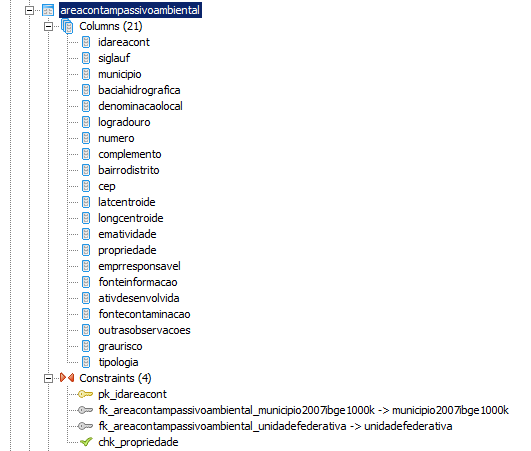 areacontampassivoambiental
Columns (21)
idareacont
siglauf
municipio
baciahidrografica
denominacaolocal
logradouro
numero
complemento
bairrodistrito
cep
latcentroide
longcentroide
ematividade
propriedade
emprresponsavel
fonteinformacao
ativdesenvolvida
fontecontaminacao
outrasobservacoes
graurisco
tipologia
Constraints (4)
pk_idareacont
fk_areacontampassivoambiental_municipio2007ibge1000k -> municipio2007ibge1000k
fk_areacontampassivoambiental_unidadefederativa -> unidadefederativa
chk_propriedade